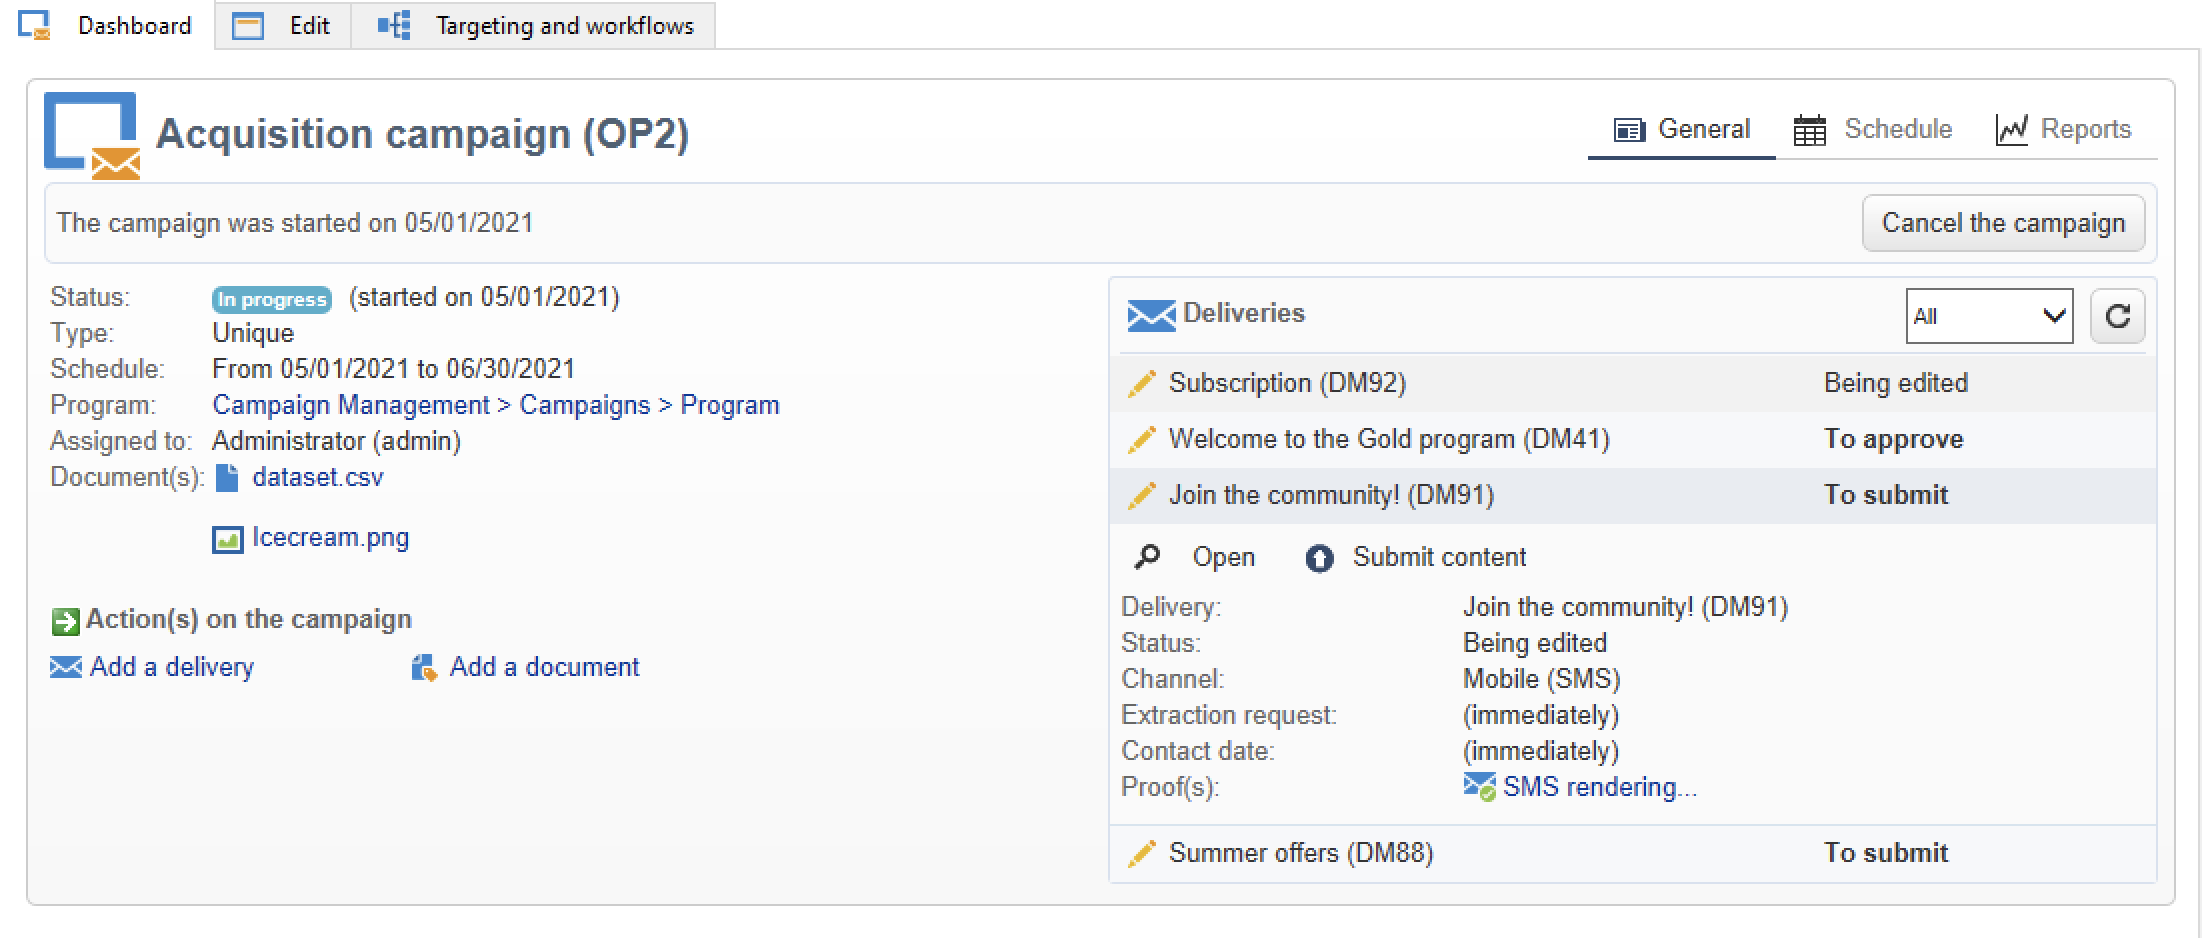 Dashboard Edit Targeting and workflows
Acquisition campaign (OP2)
General Schedule Reports
The campaign was started on 05/01/2021
Cancel the campaign
Status: In progress (started on 05/01/2021)
Type: Unique
Schedule: From 05/01/2021 to 06/30/2021
Program: Campaign Management > Campaigns > Program
Assigned to: Administrator (admin)
Document(s): dataset.csv
Icecream.png
Action(s) on the campaign
Add a delivery Add a document
Deliveries All
Subscription (DM92) Being edited
Welcome to the Gold program (DM41) To approve
Join the community! (DM91) To submit
Open Submit content
Delivery: Join the community! (DM91)
Status: Being edited
Channel: Mobile (SMS)
Extraction request: (immediately)
Contact date: (immediately)
Proof(s): SMS rendering...
Summer offers (DM88) To submit